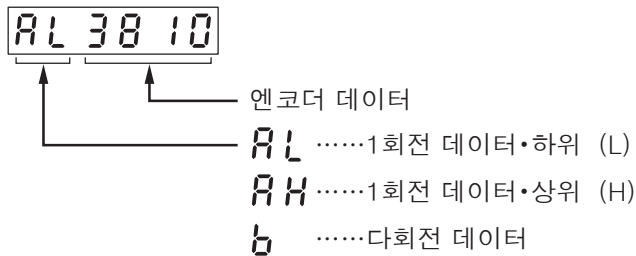 AL 3810
엔코더 데이터
AL ……1회전 데이터•하위 (L)
AH ……1회전 데이터•상위 (H)
b ……다회전 데이터